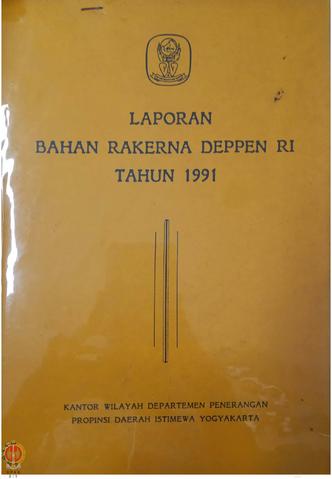 LAPORAN
BAHAN RAKERNA DEPPEN RI
TAHUN 1991
KANTOR WILAYAH DEPARTEMEN PENERANGAN
PROPINSI DAERAH ISTIMEWA YOGYAKARTA